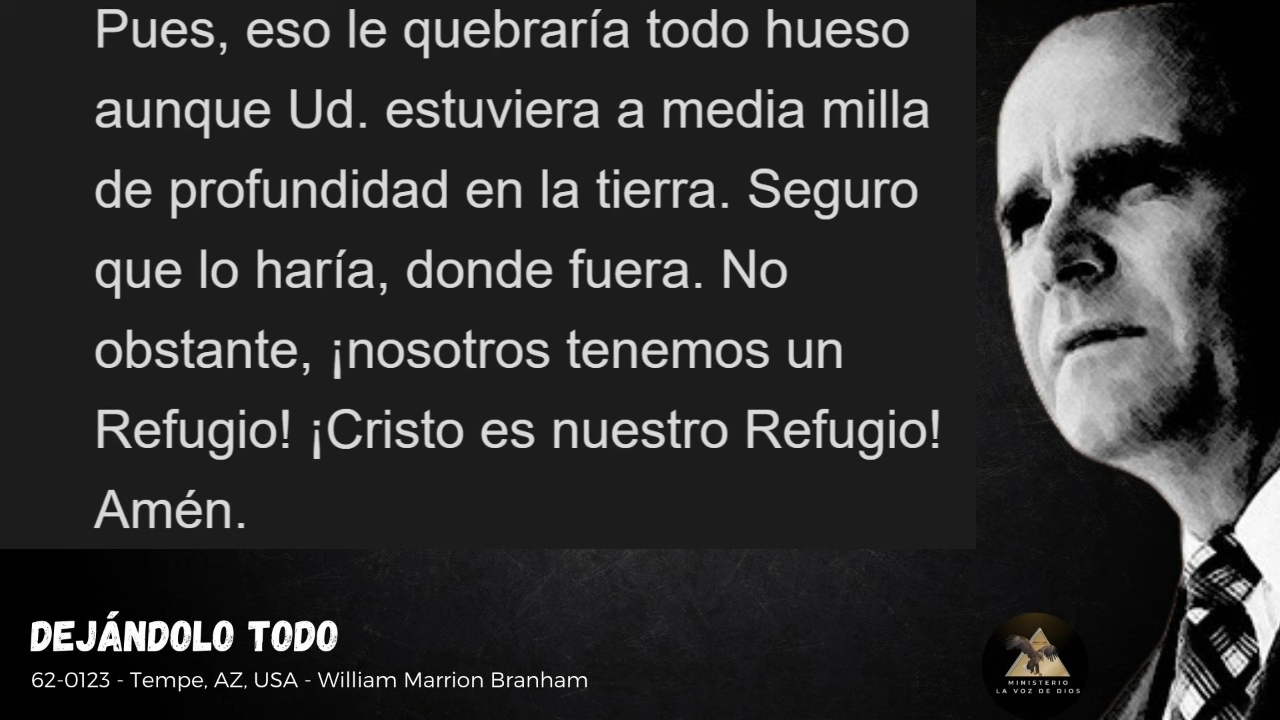 Pues, eso le quebraría todo hueso
aunque Ud. estuviera a media milla
de profundidad en la tierra. Seguro
que lo haría, donde fuera. No
obstante, ¡nosotros tenemos un
Refugio! ¡Cristo es nuestro Refugio!
Amén.
DEJÁNDOLO TODO
62-0123 - Tempe, AZ, USA - William Marrion Branham
MINISTERIO
LA VOZ DE DIOS